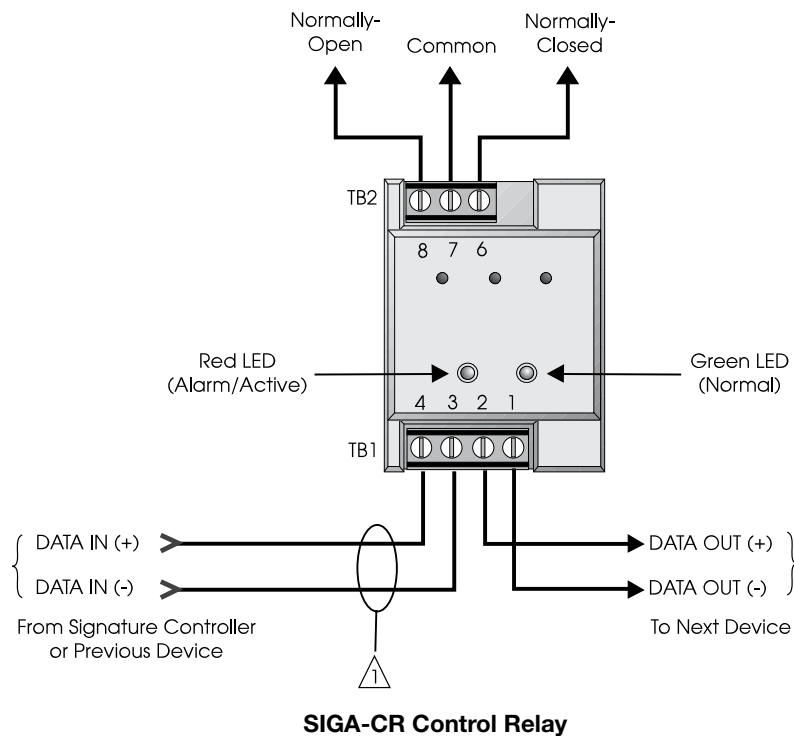 Normally-
Open
Common
Normally-
Closed
TB2
8 7 6
Red LED
(Alarm/Active)
Green LED
(Normal)
4 3 2 1
TB1
DATA IN (+)
DATA OUT (+)
DATA IN (-)
DATA OUT (-)
From Signature Controller
or Previous Device
To Next Device
1
SIGA-CR Control Relay